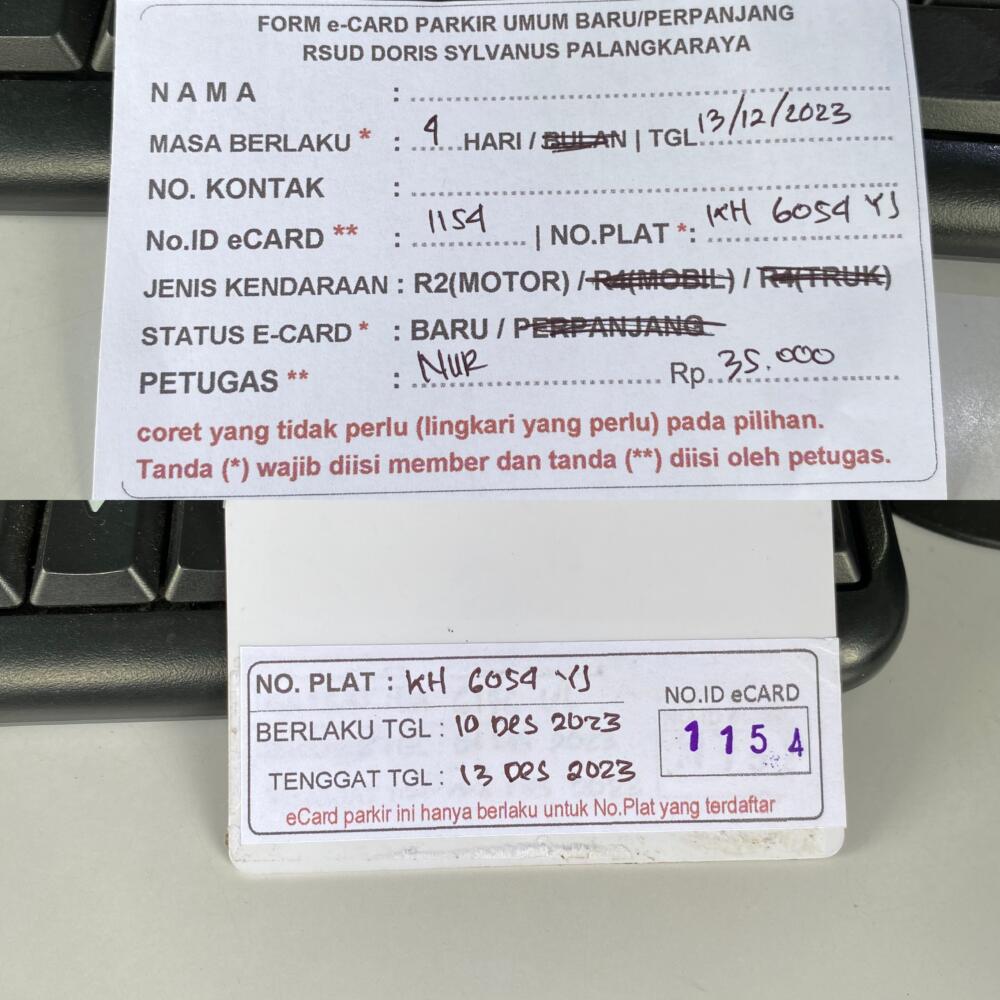 FORM e-CARD PARKIR UMUM BARU/PERPANJANG
RSUD DORIS SYLVANUS PALANGKARAYA
N A M A :
MASA BERLAKU * : 4 HARI / BULAN | TGL 13/12/2023
NO. KONTAK :
No.ID eCARD ** : 1154 | NO.PLAT *: KH 6054 YJ
JENIS KENDARAAN : R2(MOTOR) / R4(MOBIL) / R4(TRUK)
STATUS E-CARD * : BARU / PERPANJANG
PETUGAS ** : NUR Rp. 35.000
coret yang tidak perlu (lingkari yang perlu) pada pilihan.
Tanda (*) wajib diisi member dan tanda (**) diisi oleh petugas.
NO. PLAT : KH 6054 YJ
NO.ID eCARD
BERLAKU TGL : 10 DES 2023
1 1 5 4
TENGGAT TGL : 13 DES 2023
eCard parkir ini hanya berlaku untuk No.Plat yang terdaftar